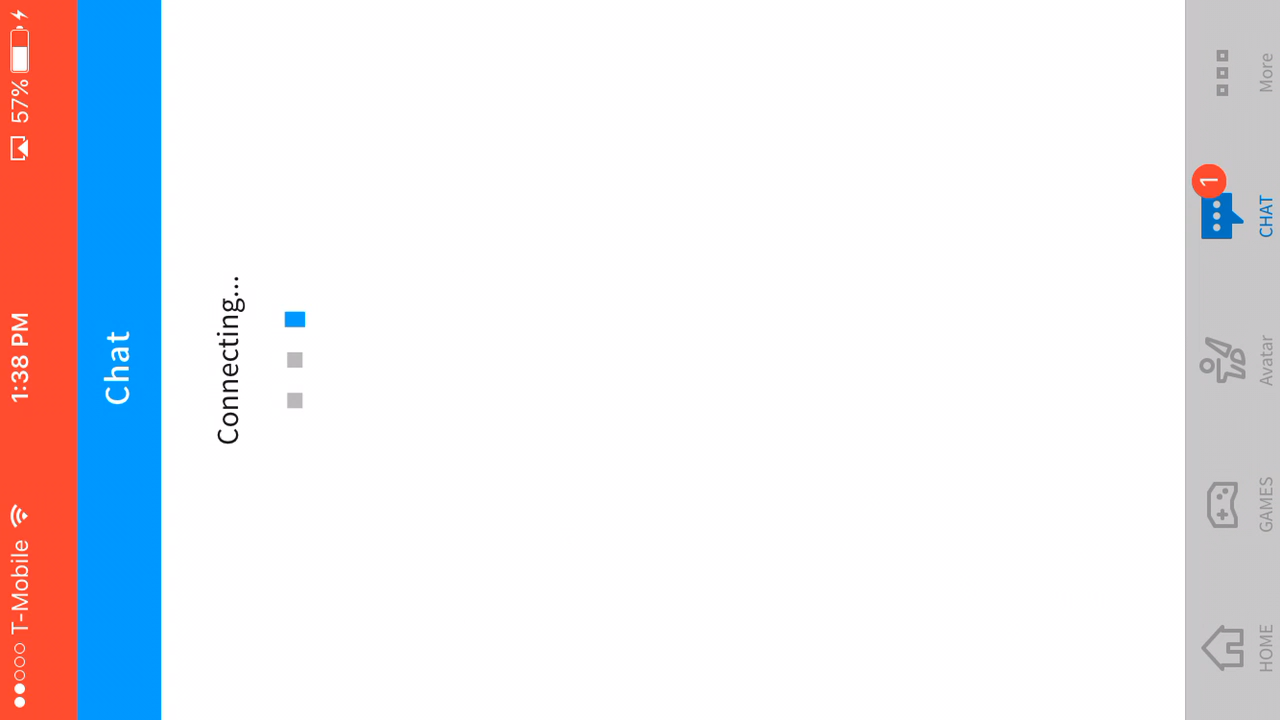 T-Mobile 1:38 PM 57%
Chat
Connecting...
1
HOME GAMES Avatar CHAT More